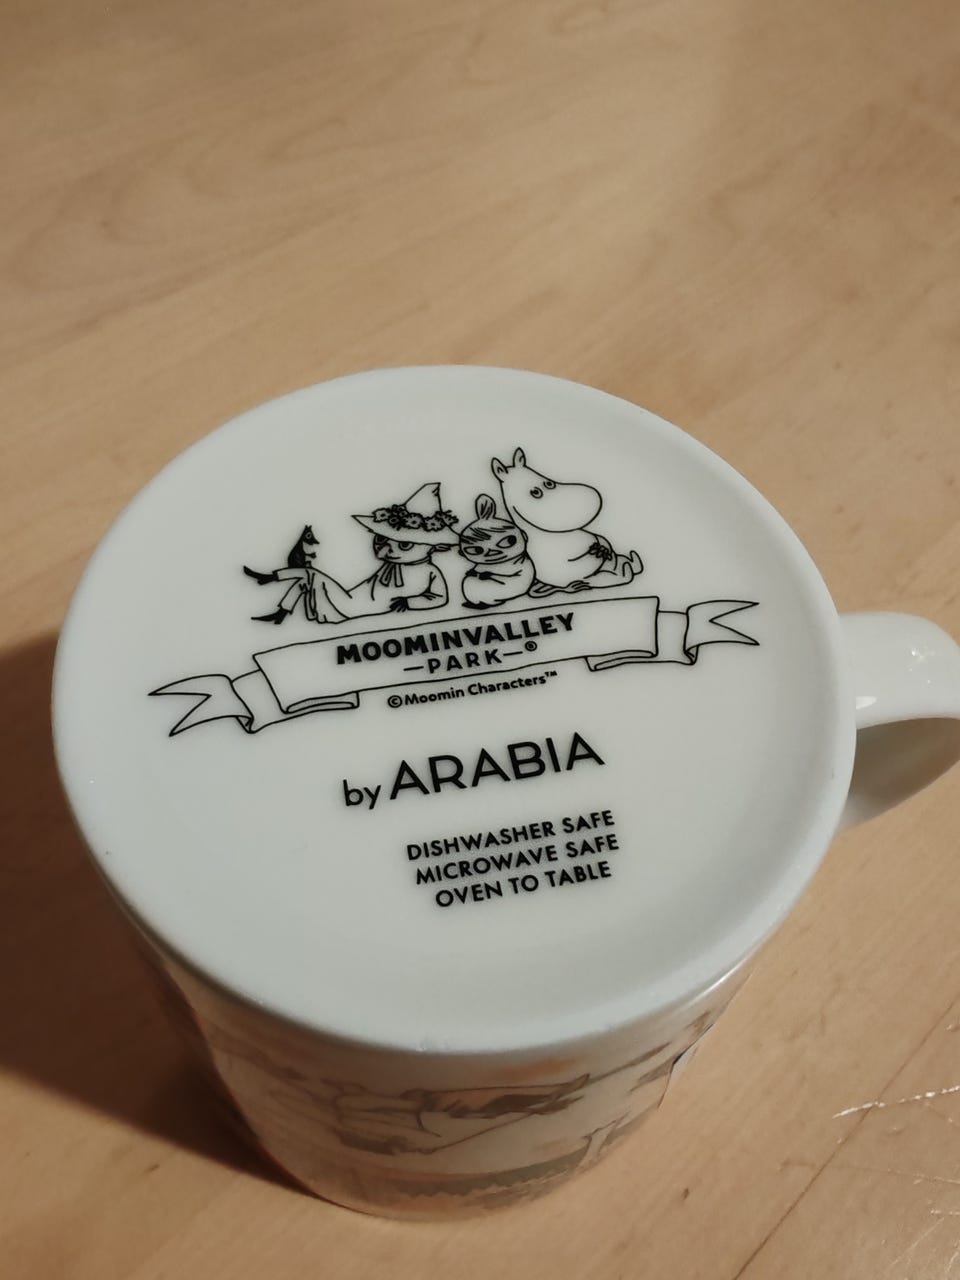 MOOMINVALLEY
—PARK—®
©Moomin Characters™
by ARABIA
DISHWASHER SAFE
MICROWAVE SAFE
OVEN TO TABLE